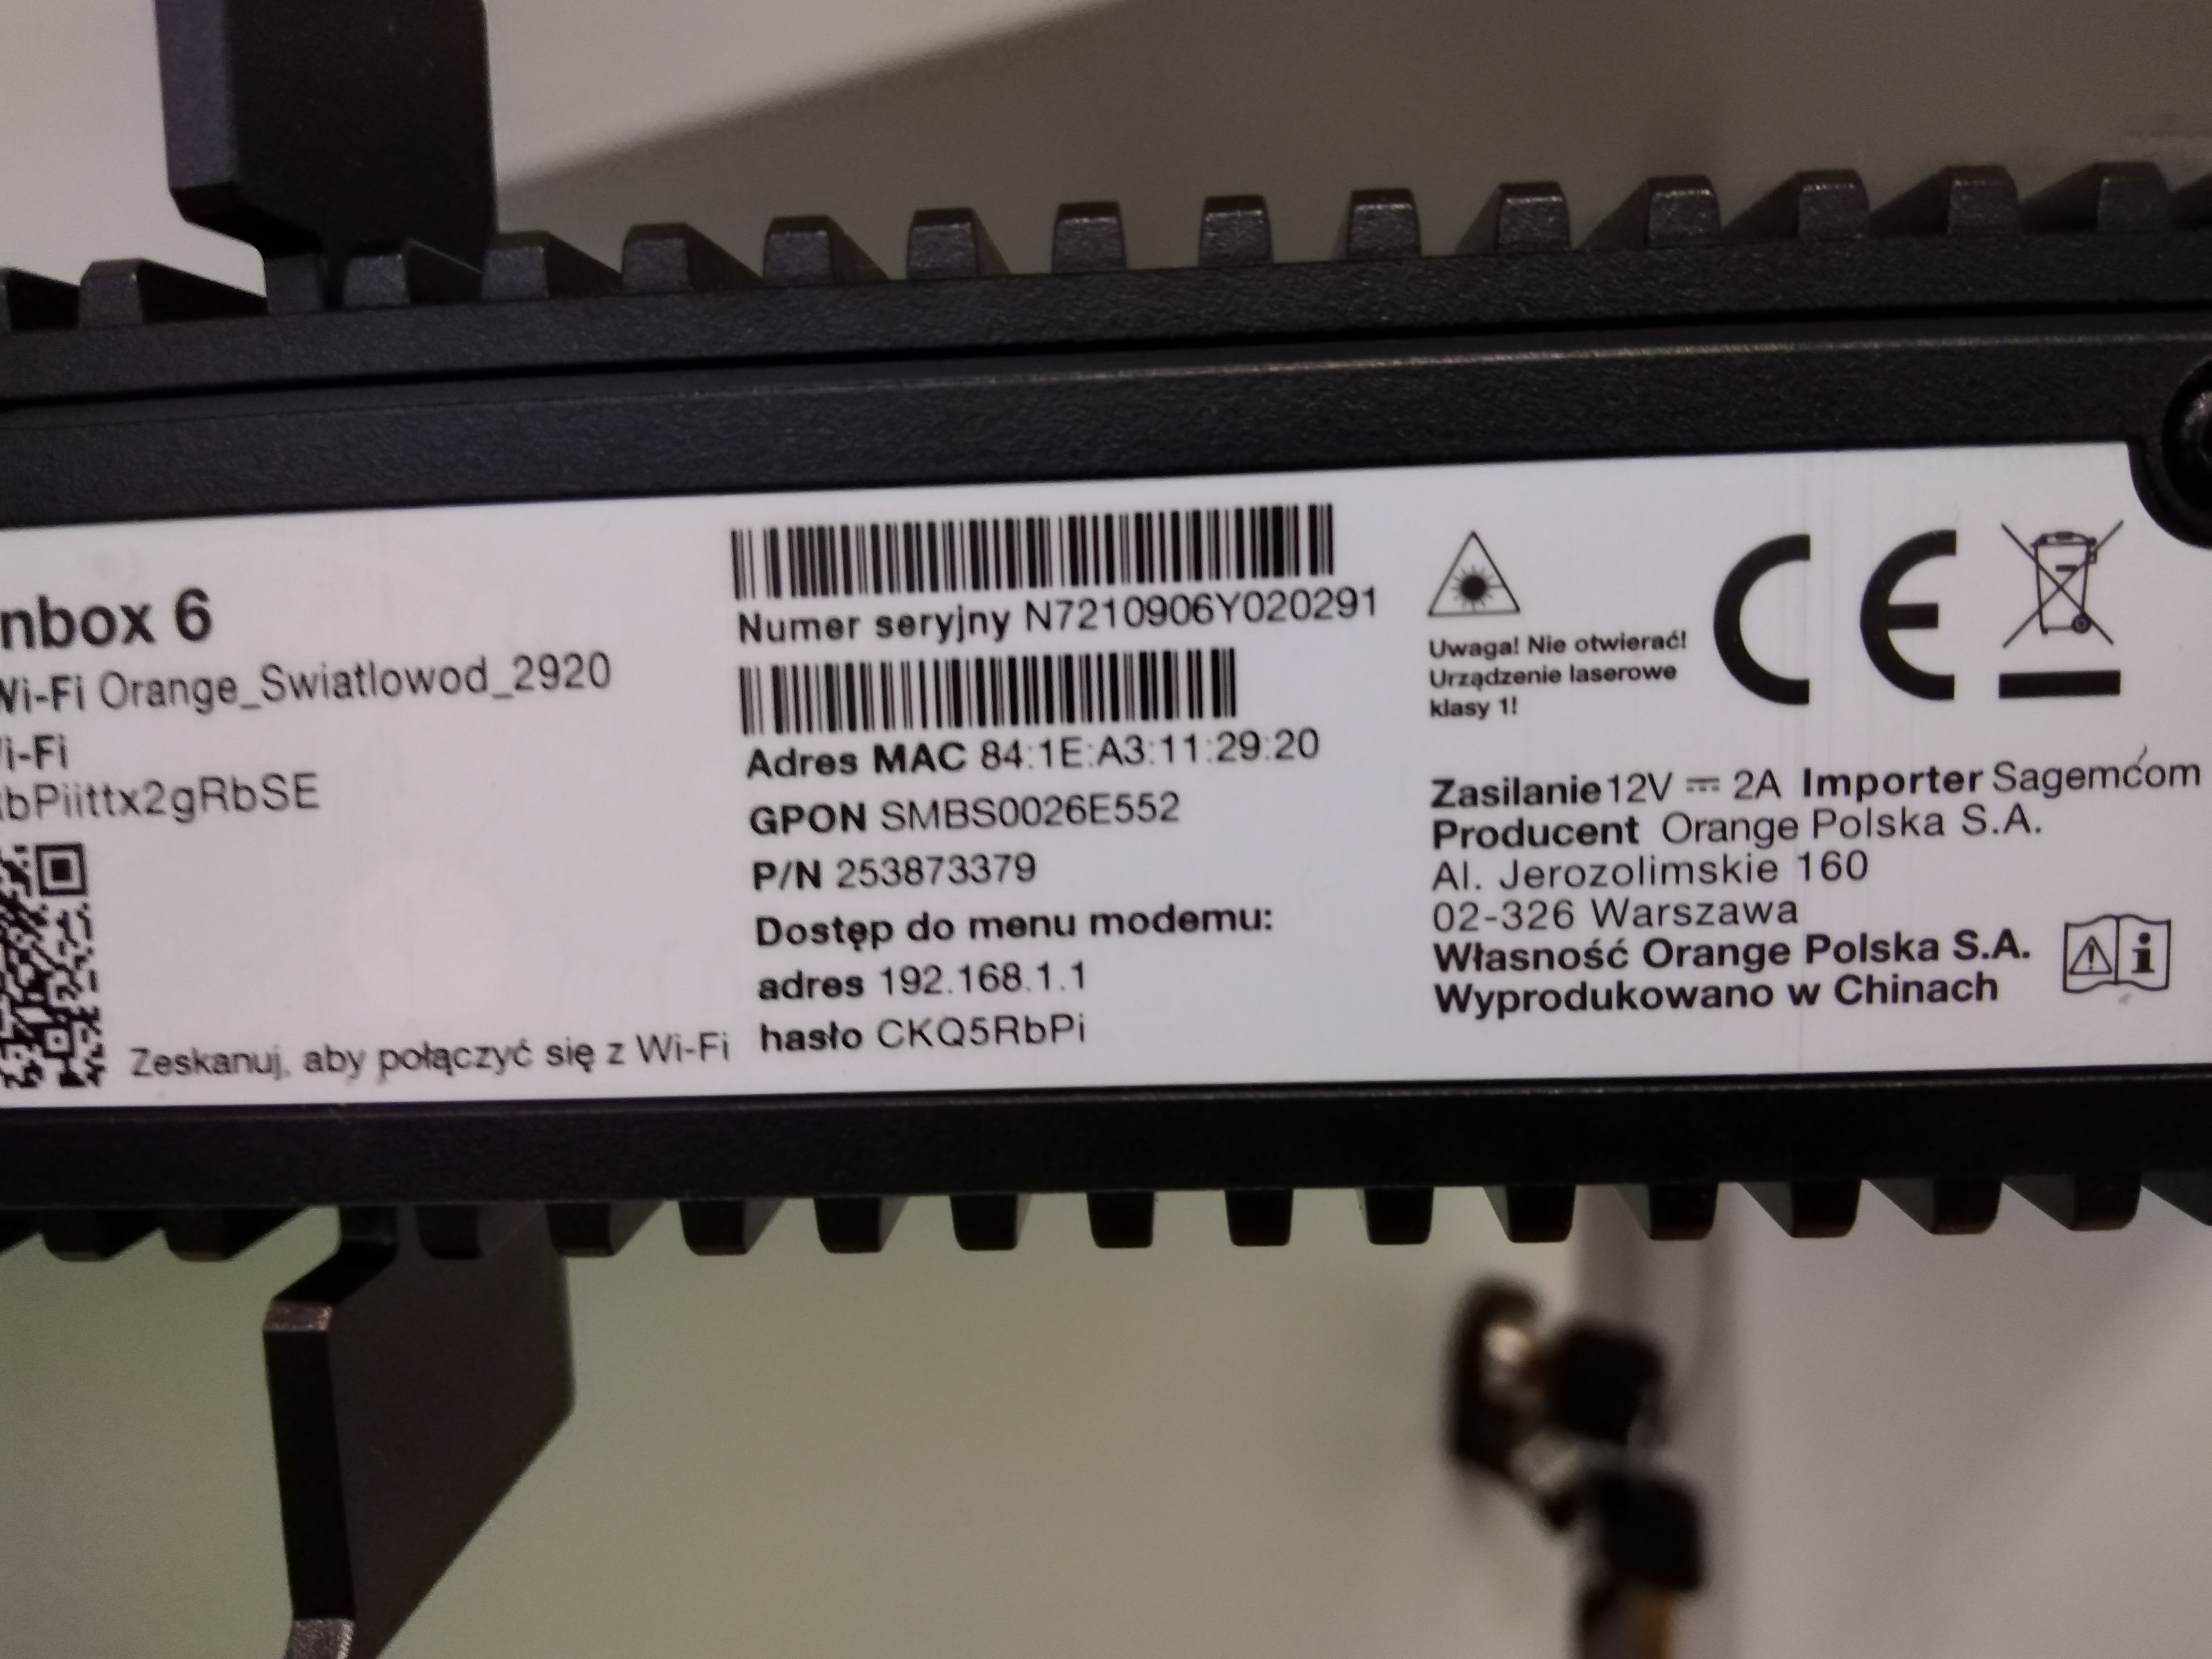 nbox 6
Wi-Fi Orange_Swiatlowod_2920
i-Fi
bPiittx2gRbSE
Zeskanuj, aby połączyć się z Wi-Fi
Numer seryjny N7210906Y020291
Adres MAC 84:1E:A3:11:29:20
GPON SMBS0026E552
P/N 253873379
Dostęp do menu modemu:
adres 192.168.1.1
hasło CKQ5RbPi
Uwaga! Nie otwierać!
Urządzenie laserowe
klasy 1!
CE
Zasilanie 12V ⎓ 2A Importer Sagemcom
Producent Orange Polska S.A.
Al. Jerozolimskie 160
02-326 Warszawa
Własność Orange Polska S.A.
Wyprodukowano w Chinach